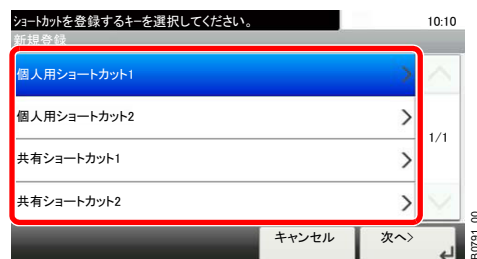 ショートカットを登録するキーを選択してください。 10:10
新規登録
個人用ショートカット1
個人用ショートカット2
1/1
共有ショートカット1
共有ショートカット2
キャンセル 次へ>
B0791_00